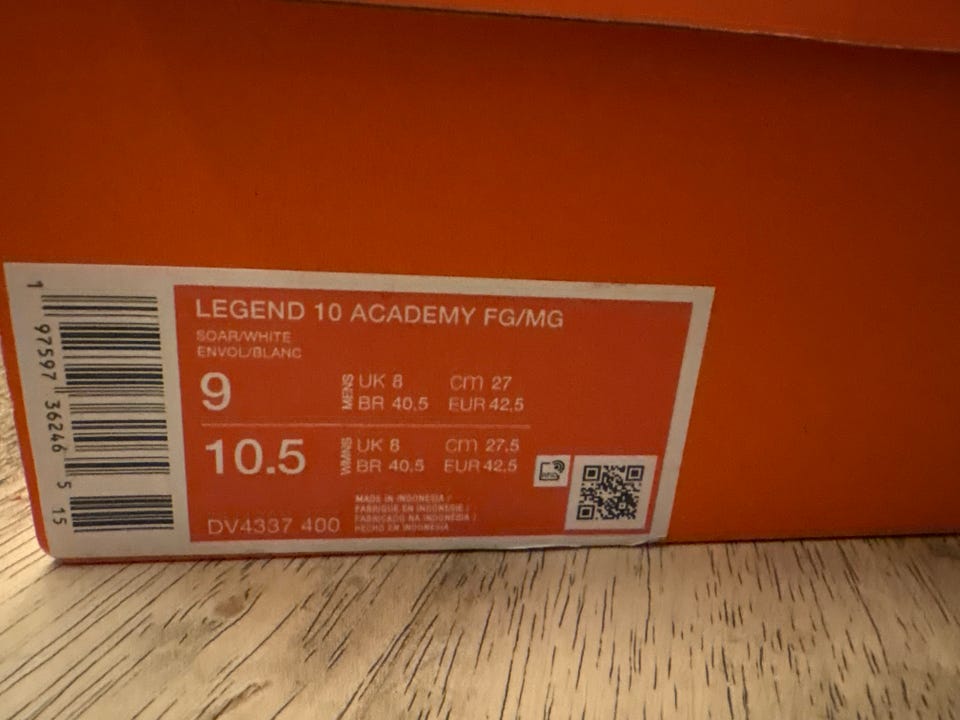 LEGEND 10 ACADEMY FG/MG
SOAR/WHITE
ENVOL/BLANC
9 MENS UK 8 cm 27
BR 40.5 EUR 42.5
10.5 WMNS UK 8 cm 27.5
BR 40.5 EUR 42.5
MADE IN INDONESIA /
FABRIQUE EN INDONESIE /
FABRICADO NA INDONESIA /
HECHO EN INDONESIA
DV4337 400
1 97597 36246 5 15